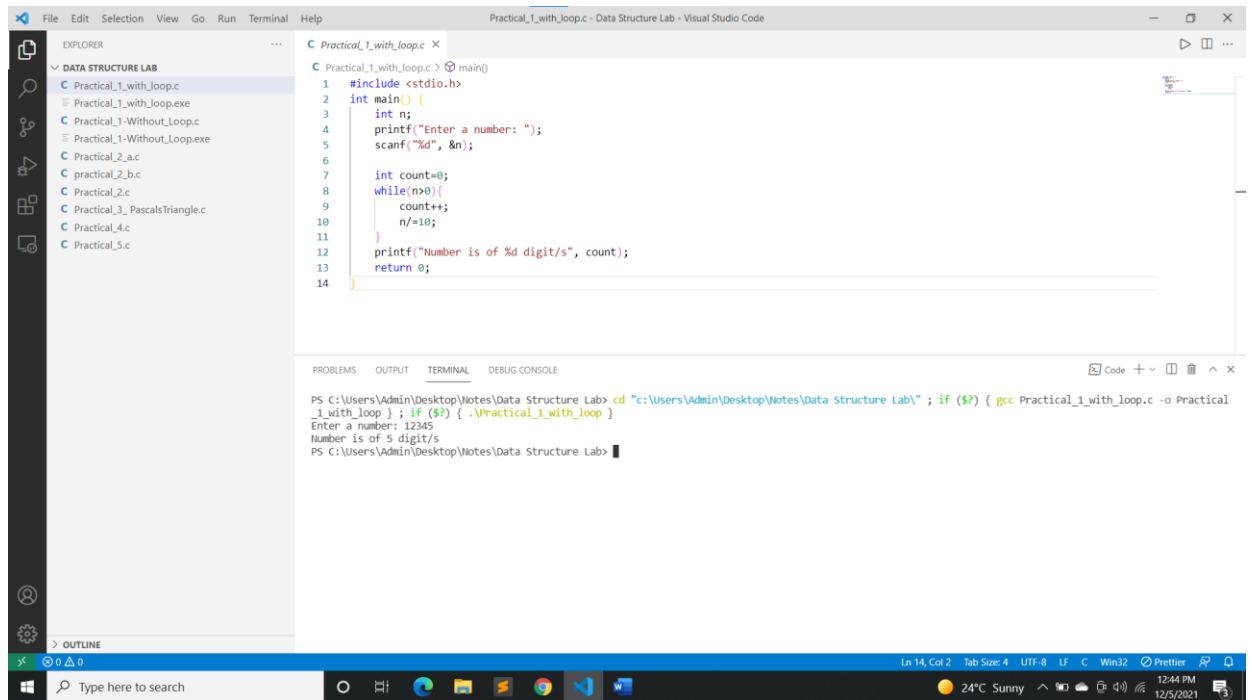 File Edit Selection View Go Run Terminal Help
Practical_1_with_loop.c - Data Structure Lab - Visual Studio Code
EXPLORER
DATA STRUCTURE LAB
C Practical_1_with_loop.c
Practical_1_with_loop.exe
C Practical_1-Without_Loop.c
Practical_1-Without_Loop.exe
C Practical_2_a.c
C practical_2_b.c
C Practical_2.c
C Practical_3_ PascalsTriangle.c
C Practical_4.c
C Practical_5.c
OUTLINE
C Practical_1_with_loop.c
C Practical_1_with_loop.c > main()
1 #include <stdio.h>
2 int main() {
3 int n;
4 printf("Enter a number: ");
5 scanf("%d", &n);
6
7 int count=0;
8 while(n>0){
9 count++;
10 n/=10;
11 }
12 printf("Number is of %d digit/s", count);
13 return 0;
14 }
PROBLEMS OUTPUT TERMINAL DEBUG CONSOLE
Code
PS C:\Users\Admin\Desktop\Notes\Data Structure Lab> cd "c:\Users\Admin\Desktop\Notes\Data Structure Lab\" ; if ($?) { gcc Practical_1_with_loop.c -o Practical
_1_with_loop } ; if ($?) { .\Practical_1_with_loop }
Enter a number: 12345
Number is of 5 digit/s
PS C:\Users\Admin\Desktop\Notes\Data Structure Lab>
0 0
Ln 14, Col 2 Tab Size: 4 UTF-8 LF C Win32 Prettier
Type here to search
24°C Sunny
12:44 PM
12/5/2021
3